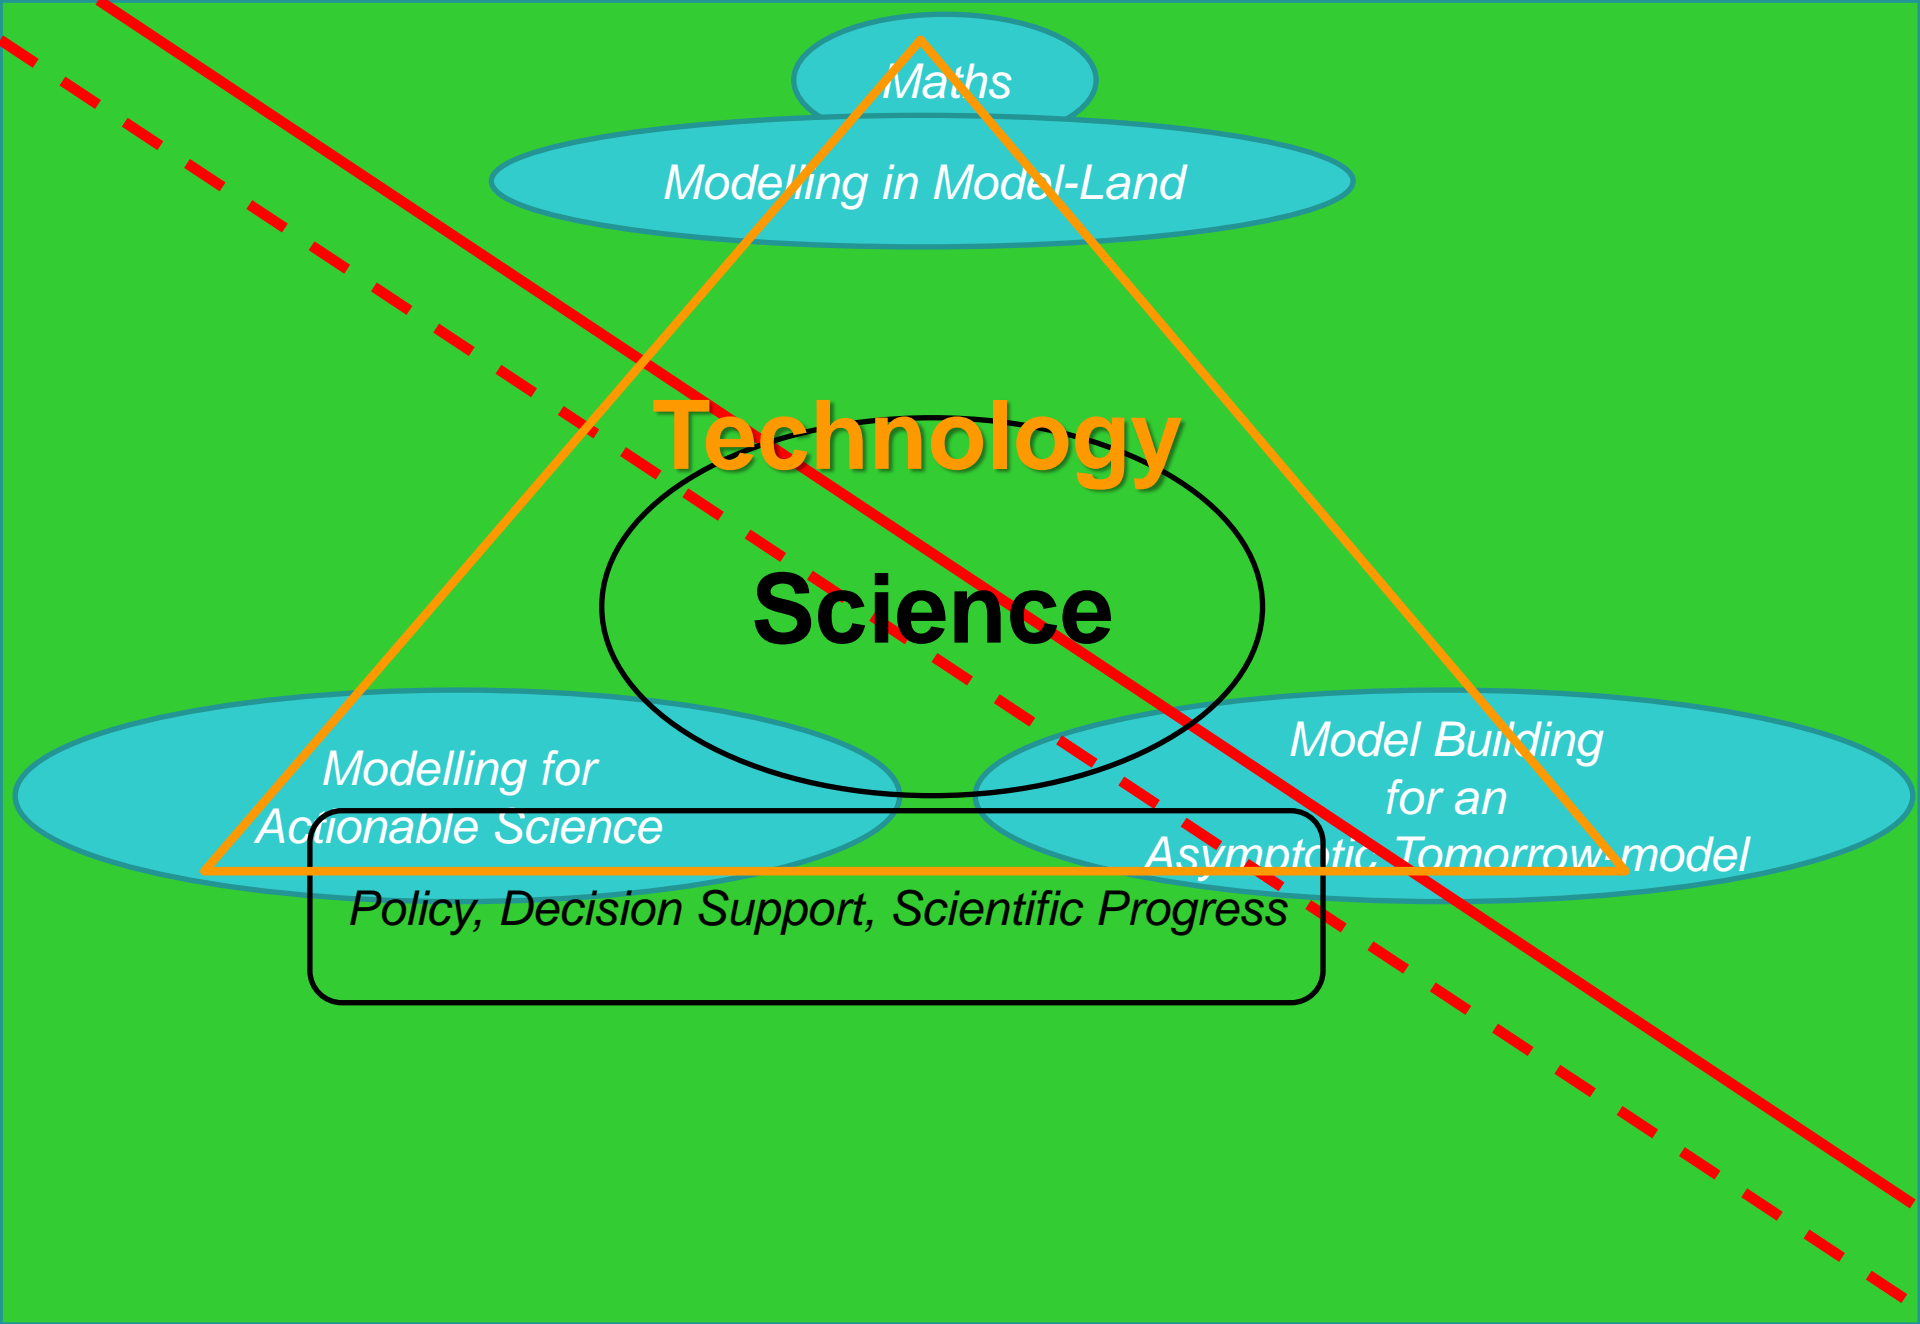 Maths
Modelling in Model-Land
Technology
Science
Modelling for
Actionable Science
Model Building
for an
Asymptotic Tomorrow-model
Policy, Decision Support, Scientific Progress